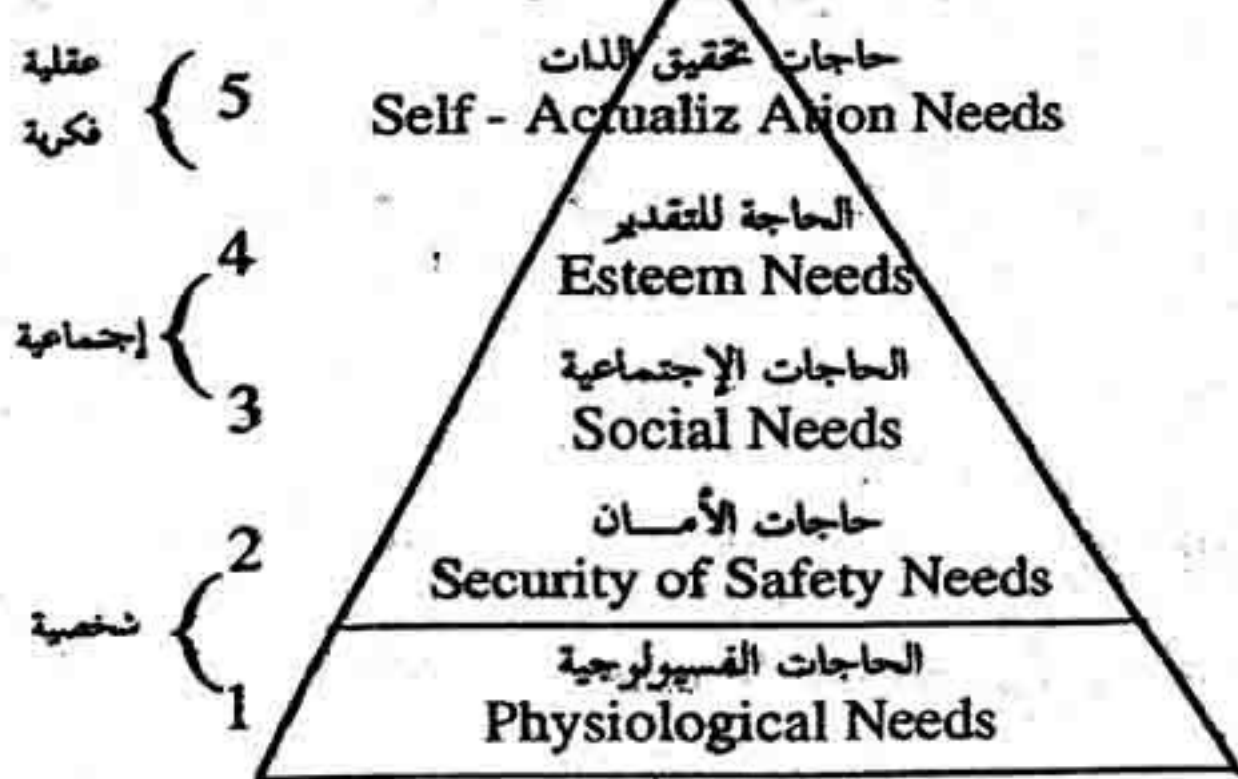 عقلية
فكرية
5
حاجات تحقيق الذات
Self - Actualiz Ation Needs
4
الحاجة للتقدير
Esteem Needs
إجتماعية
الحاجات الإجتماعية
3
Social Needs
حاجات الأمــان
2
Security of Safety Needs
شخصية
الحاجات الفسيولوجية
1
Physiological Needs